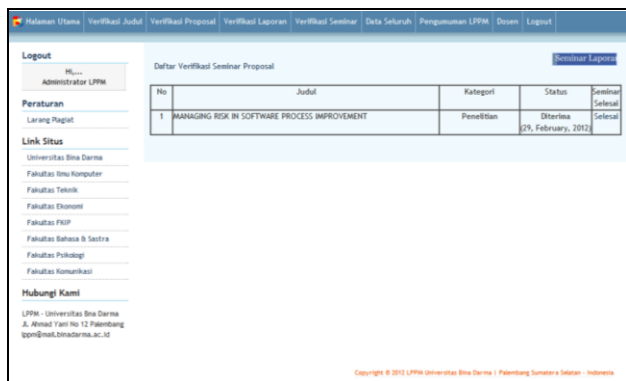 Halaman Utama Verifikasi Judul Verifikasi Proposal Verifikasi Laporan Verifikasi Seminar Data Seluruh Pengumuman LPPM Dosen Logout
Logout
Hi,...
Administrator LPPM
Peraturan
Larang Plagiat
Link Situs
Universitas Bina Darma
Fakultas Ilmu Komputer
Fakultas Teknik
Fakultas Ekonomi
Fakultas FKIP
Fakultas Bahasa & Sastra
Fakultas Psikologi
Fakultas Komunikasi
Hubungi Kami
LPPM - Universitas Bina Darma
JL. Ahmad Yani No 12 Palembang
lppm@mail.binadarma.ac.id
Seminar Laporan
Daftar Verifikasi Seminar Proposal
No Judul Kategori Status Seminar Selesai
1 MANAGING RISK IN SOFTWARE PROCESS IMPROVEMENT Penelitian Diterima Selesai
(29, February, 2012)
Copyright © 2012 LPPM Universitas Bina Darma | Palembang Sumatera Selatan - Indonesia